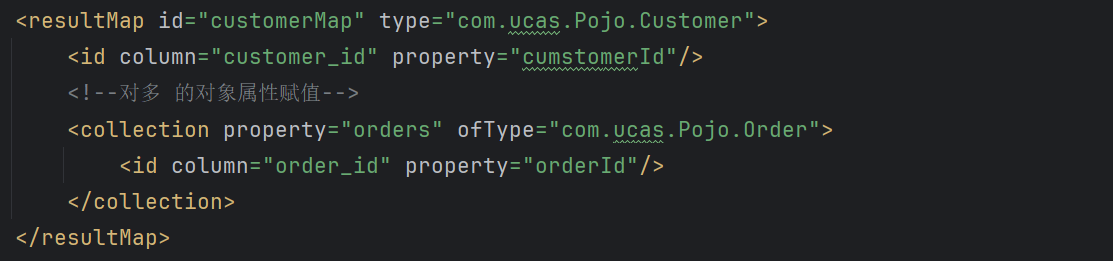 <resultMap id="customerMap" type="com.ucas.Pojo.Customer">
<id column="customer_id" property="cumstomerId"/>
<!--对多 的对象属性赋值-->
<collection property="orders" ofType="com.ucas.Pojo.Order">
<id column="order_id" property="orderId"/>
</collection>
</resultMap>